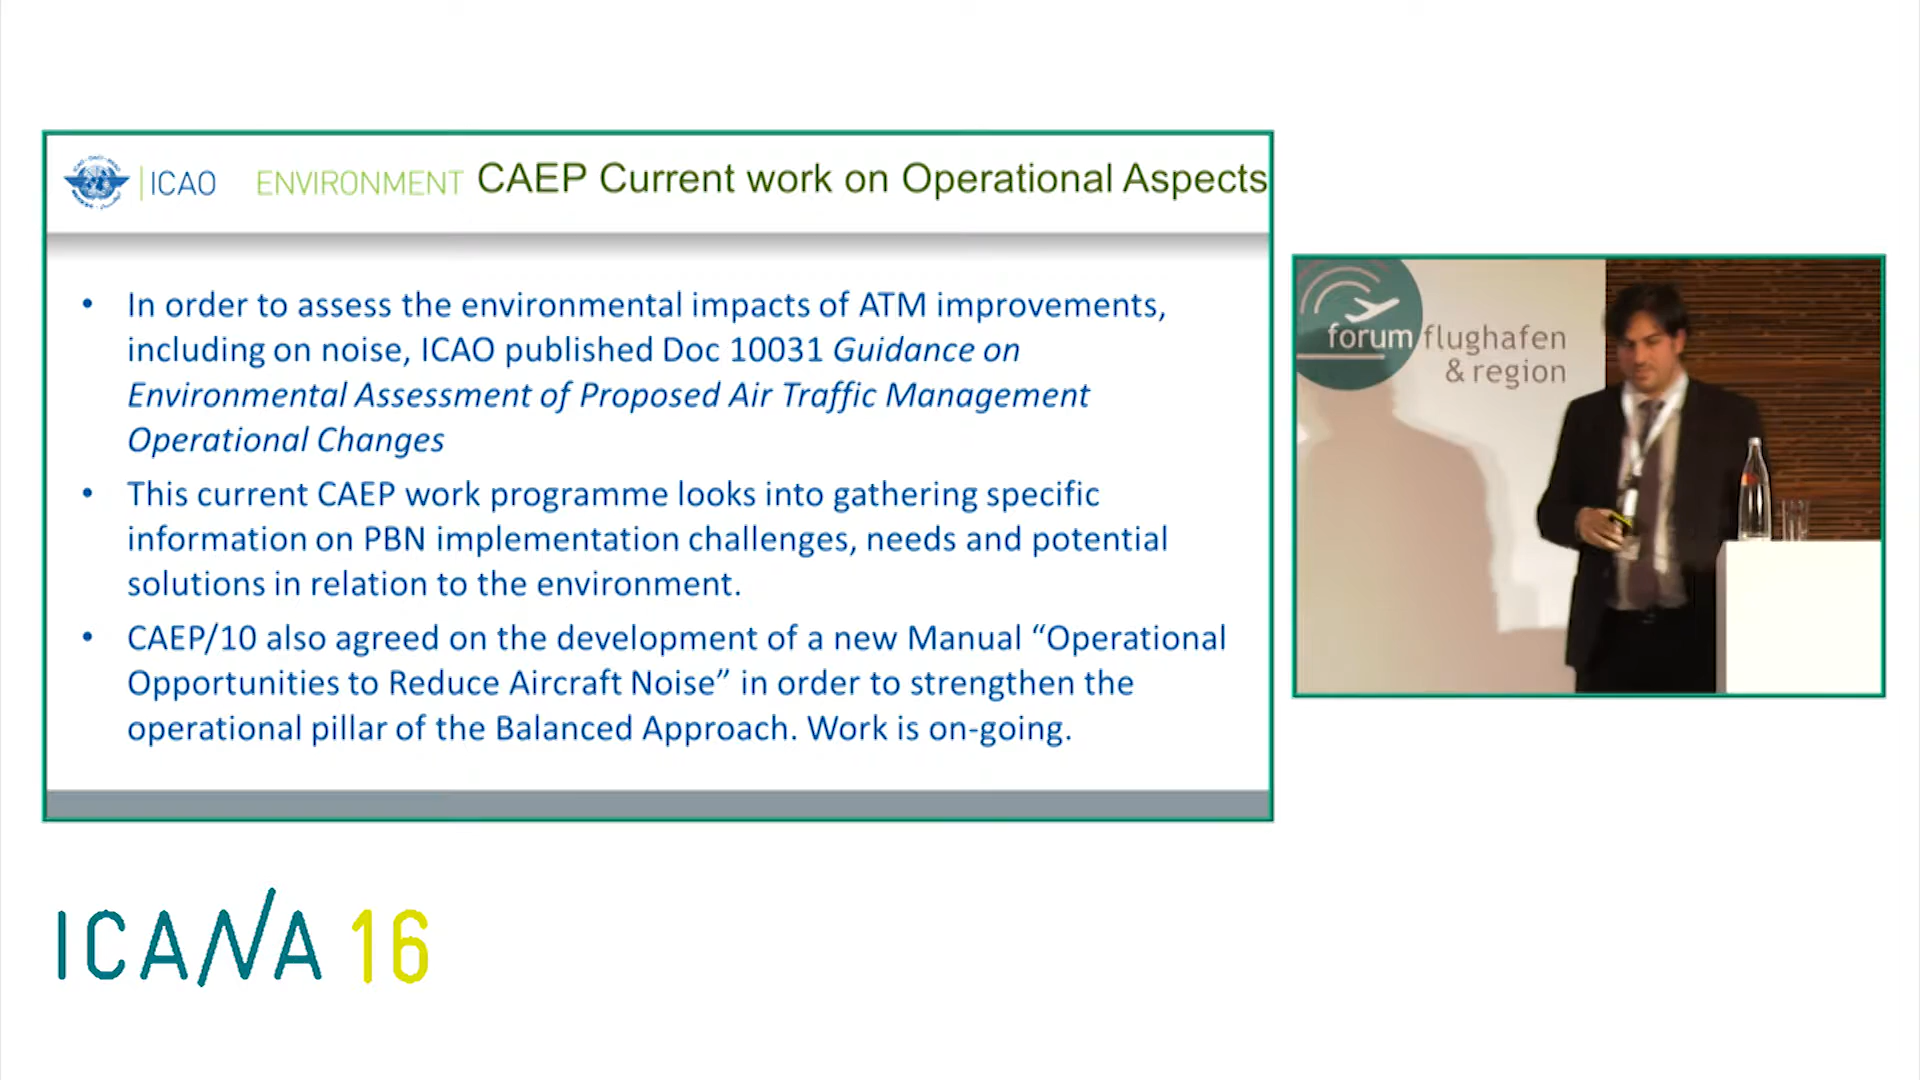 ICAO ENVIRONMENT CAEP Current work on Operational Aspects
• In order to assess the environmental impacts of ATM improvements,
including on noise, ICAO published Doc 10031 Guidance on
Environmental Assessment of Proposed Air Traffic Management
Operational Changes
• This current CAEP work programme looks into gathering specific
information on PBN implementation challenges, needs and potential
solutions in relation to the environment.
• CAEP/10 also agreed on the development of a new Manual “Operational
Opportunities to Reduce Aircraft Noise” in order to strengthen the
operational pillar of the Balanced Approach. Work is on-going.
forum flughafen
& region
ICANA 16